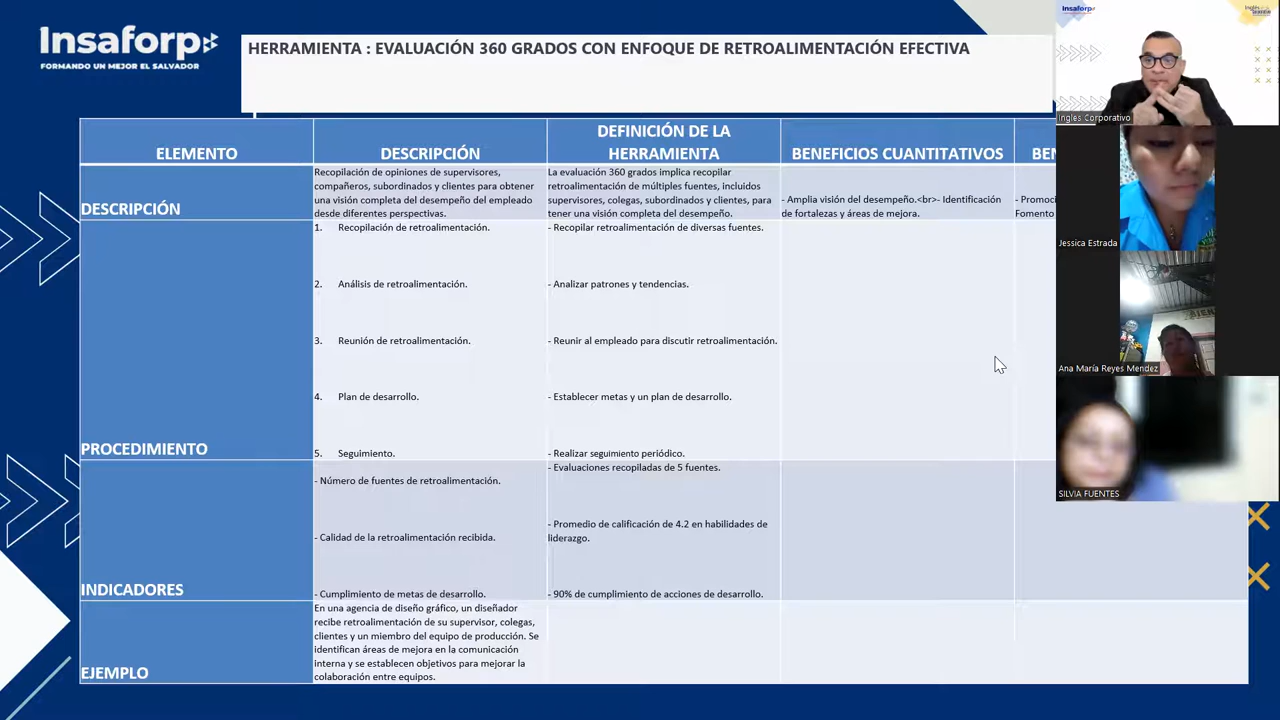 Insaforp
FORMANDO UN MEJOR EL SALVADOR
HERRAMIENTA : EVALUACIÓN 360 GRADOS CON ENFOQUE DE RETROALIMENTACIÓN EFECTIVA
ELEMENTO
DESCRIPCIÓN
DEFINICIÓN DE LA
HERRAMIENTA
BENEFICIOS CUANTITATIVOS
BEN
DESCRIPCIÓN
Recopilación de opiniones de supervisores,
compañeros, subordinados y clientes para obtener
una visión completa del desempeño del empleado
desde diferentes perspectivas.
La evaluación 360 grados implica recopilar
retroalimentación de múltiples fuentes, incluidos
supervisores, colegas, subordinados y clientes, para
tener una visión completa del desempeño.
- Amplia visión del desempeño.<br>- Identificación
de fortalezas y áreas de mejora.
- Promoci
Fomento
PROCEDIMIENTO
1. Recopilación de retroalimentación.
2. Análisis de retroalimentación.
3. Reunión de retroalimentación.
4. Plan de desarrollo.
5. Seguimiento.
- Recopilar retroalimentación de diversas fuentes.
- Analizar patrones y tendencias.
- Reunir al empleado para discutir retroalimentación.
- Establecer metas y un plan de desarrollo.
- Realizar seguimiento periódico.
INDICADORES
- Número de fuentes de retroalimentación.
- Calidad de la retroalimentación recibida.
- Cumplimiento de metas de desarrollo.
- Evaluaciones recopiladas de 5 fuentes.
- Promedio de calificación de 4.2 en habilidades de
liderazgo.
- 90% de cumplimiento de acciones de desarrollo.
EJEMPLO
En una agencia de diseño gráfico, un diseñador
recibe retroalimentación de su supervisor, colegas,
clientes y un miembro del equipo de producción. Se
identifican áreas de mejora en la comunicación
interna y se establecen objetivos para mejorar la
colaboración entre equipos.
Insaforp
Ingles Corporativo
Jessica Estrada
Ana María Reyes Mendez
SILVIA FUENTES